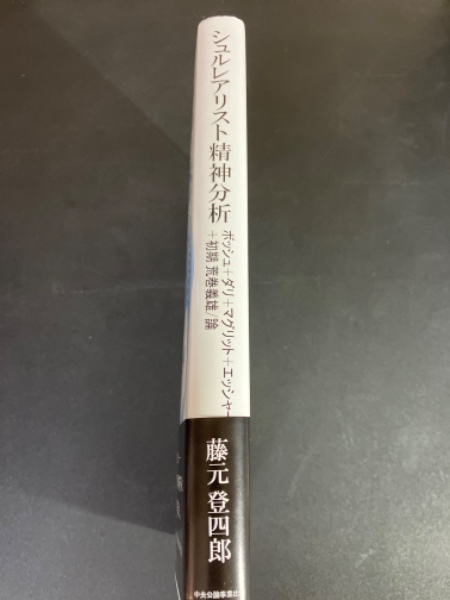 シュルレアリスト精神分析
ボッシュ+ダリ+マグリット+エッシャー
+初期 荒巻義雄/論
藤元 登四郎
中央公論事業出